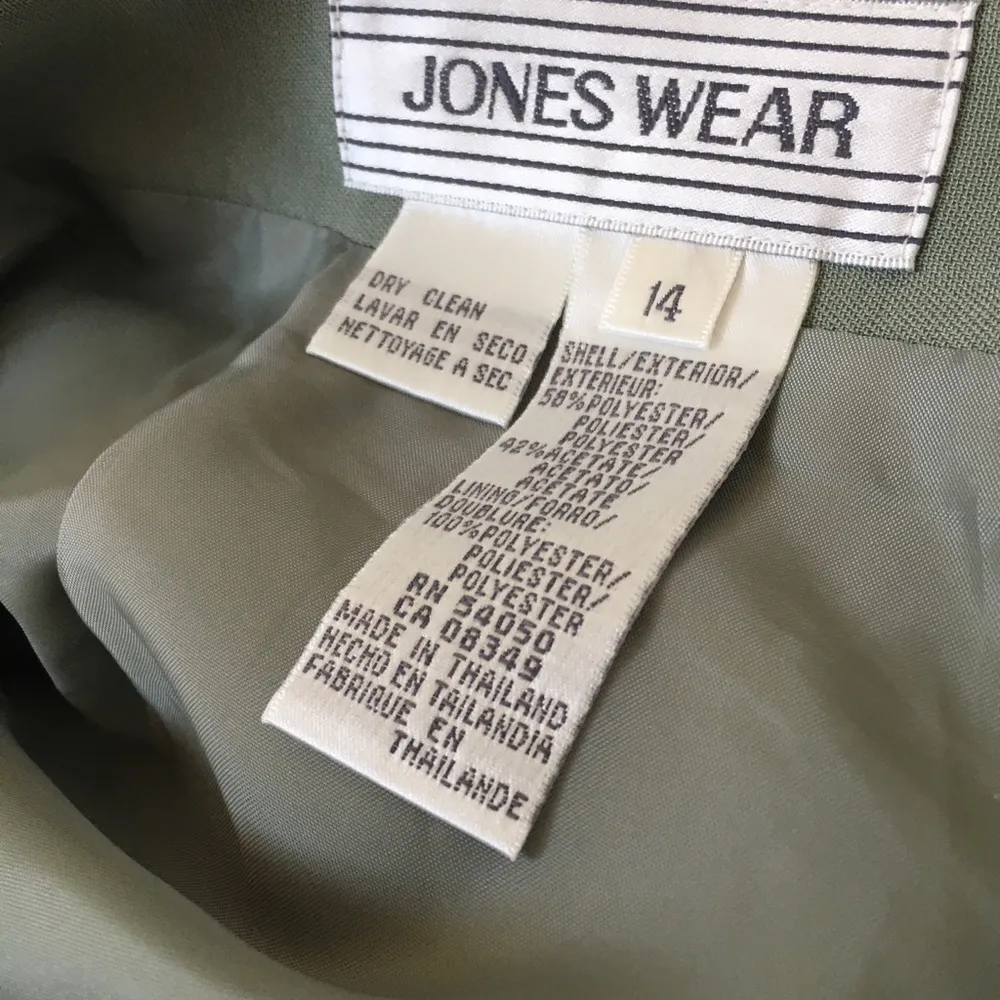 JONES WEAR
DRY CLEAN
LAVAR EN SECO
NETTOYAGE A SEC
14
SHELL/EXTERIOR/
EXTERIEUR:
58%POLYESTER/
POLIESTER/
POLYESTER
42%ACETATE/
ACETATO/
ACETATE
LINING/FORRO/
DOUBLURE:
100%POLYESTER/
POLIESTER/
POLYESTER
RN 54050
CA 08349
MADE IN THAILAND
HECHO EN TAILANDIA
FABRIQUE EN
THAILANDE